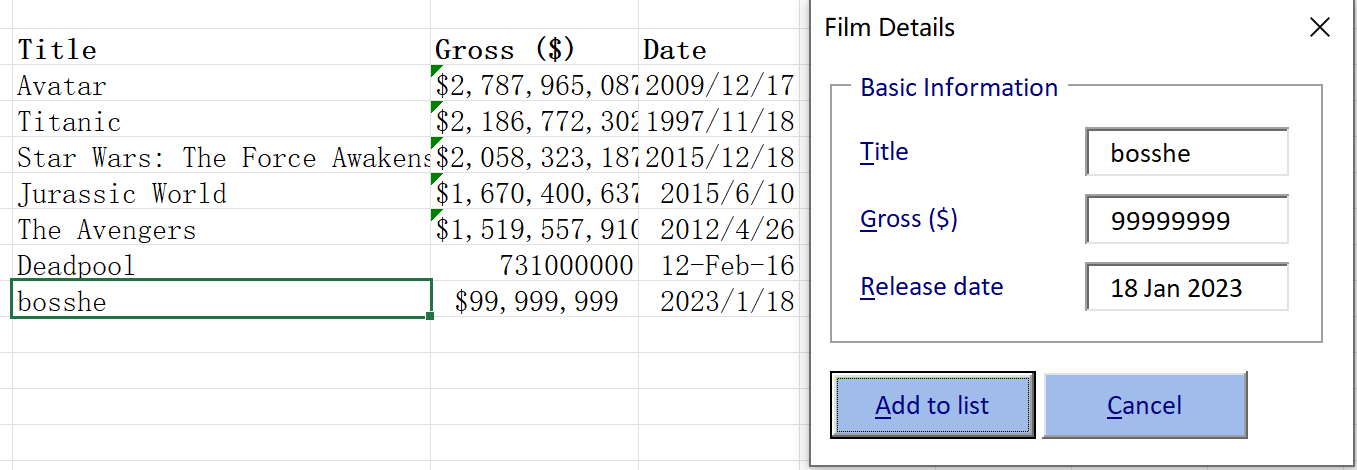 Title Gross ($) Date
Avatar $2,787,965,087 2009/12/17
Titanic $2,186,772,302 1997/11/18
Star Wars: The Force Awakens $2,058,323,187 2015/12/18
Jurassic World $1,670,400,637 2015/6/10
The Avengers $1,519,557,910 2012/4/26
Deadpool 731000000 12-Feb-16
bosshe $99,999,999 2023/1/18
Film Details
Basic Information
Title bosshe
Gross ($) 99999999
Release date 18 Jan 2023
Add to list Cancel